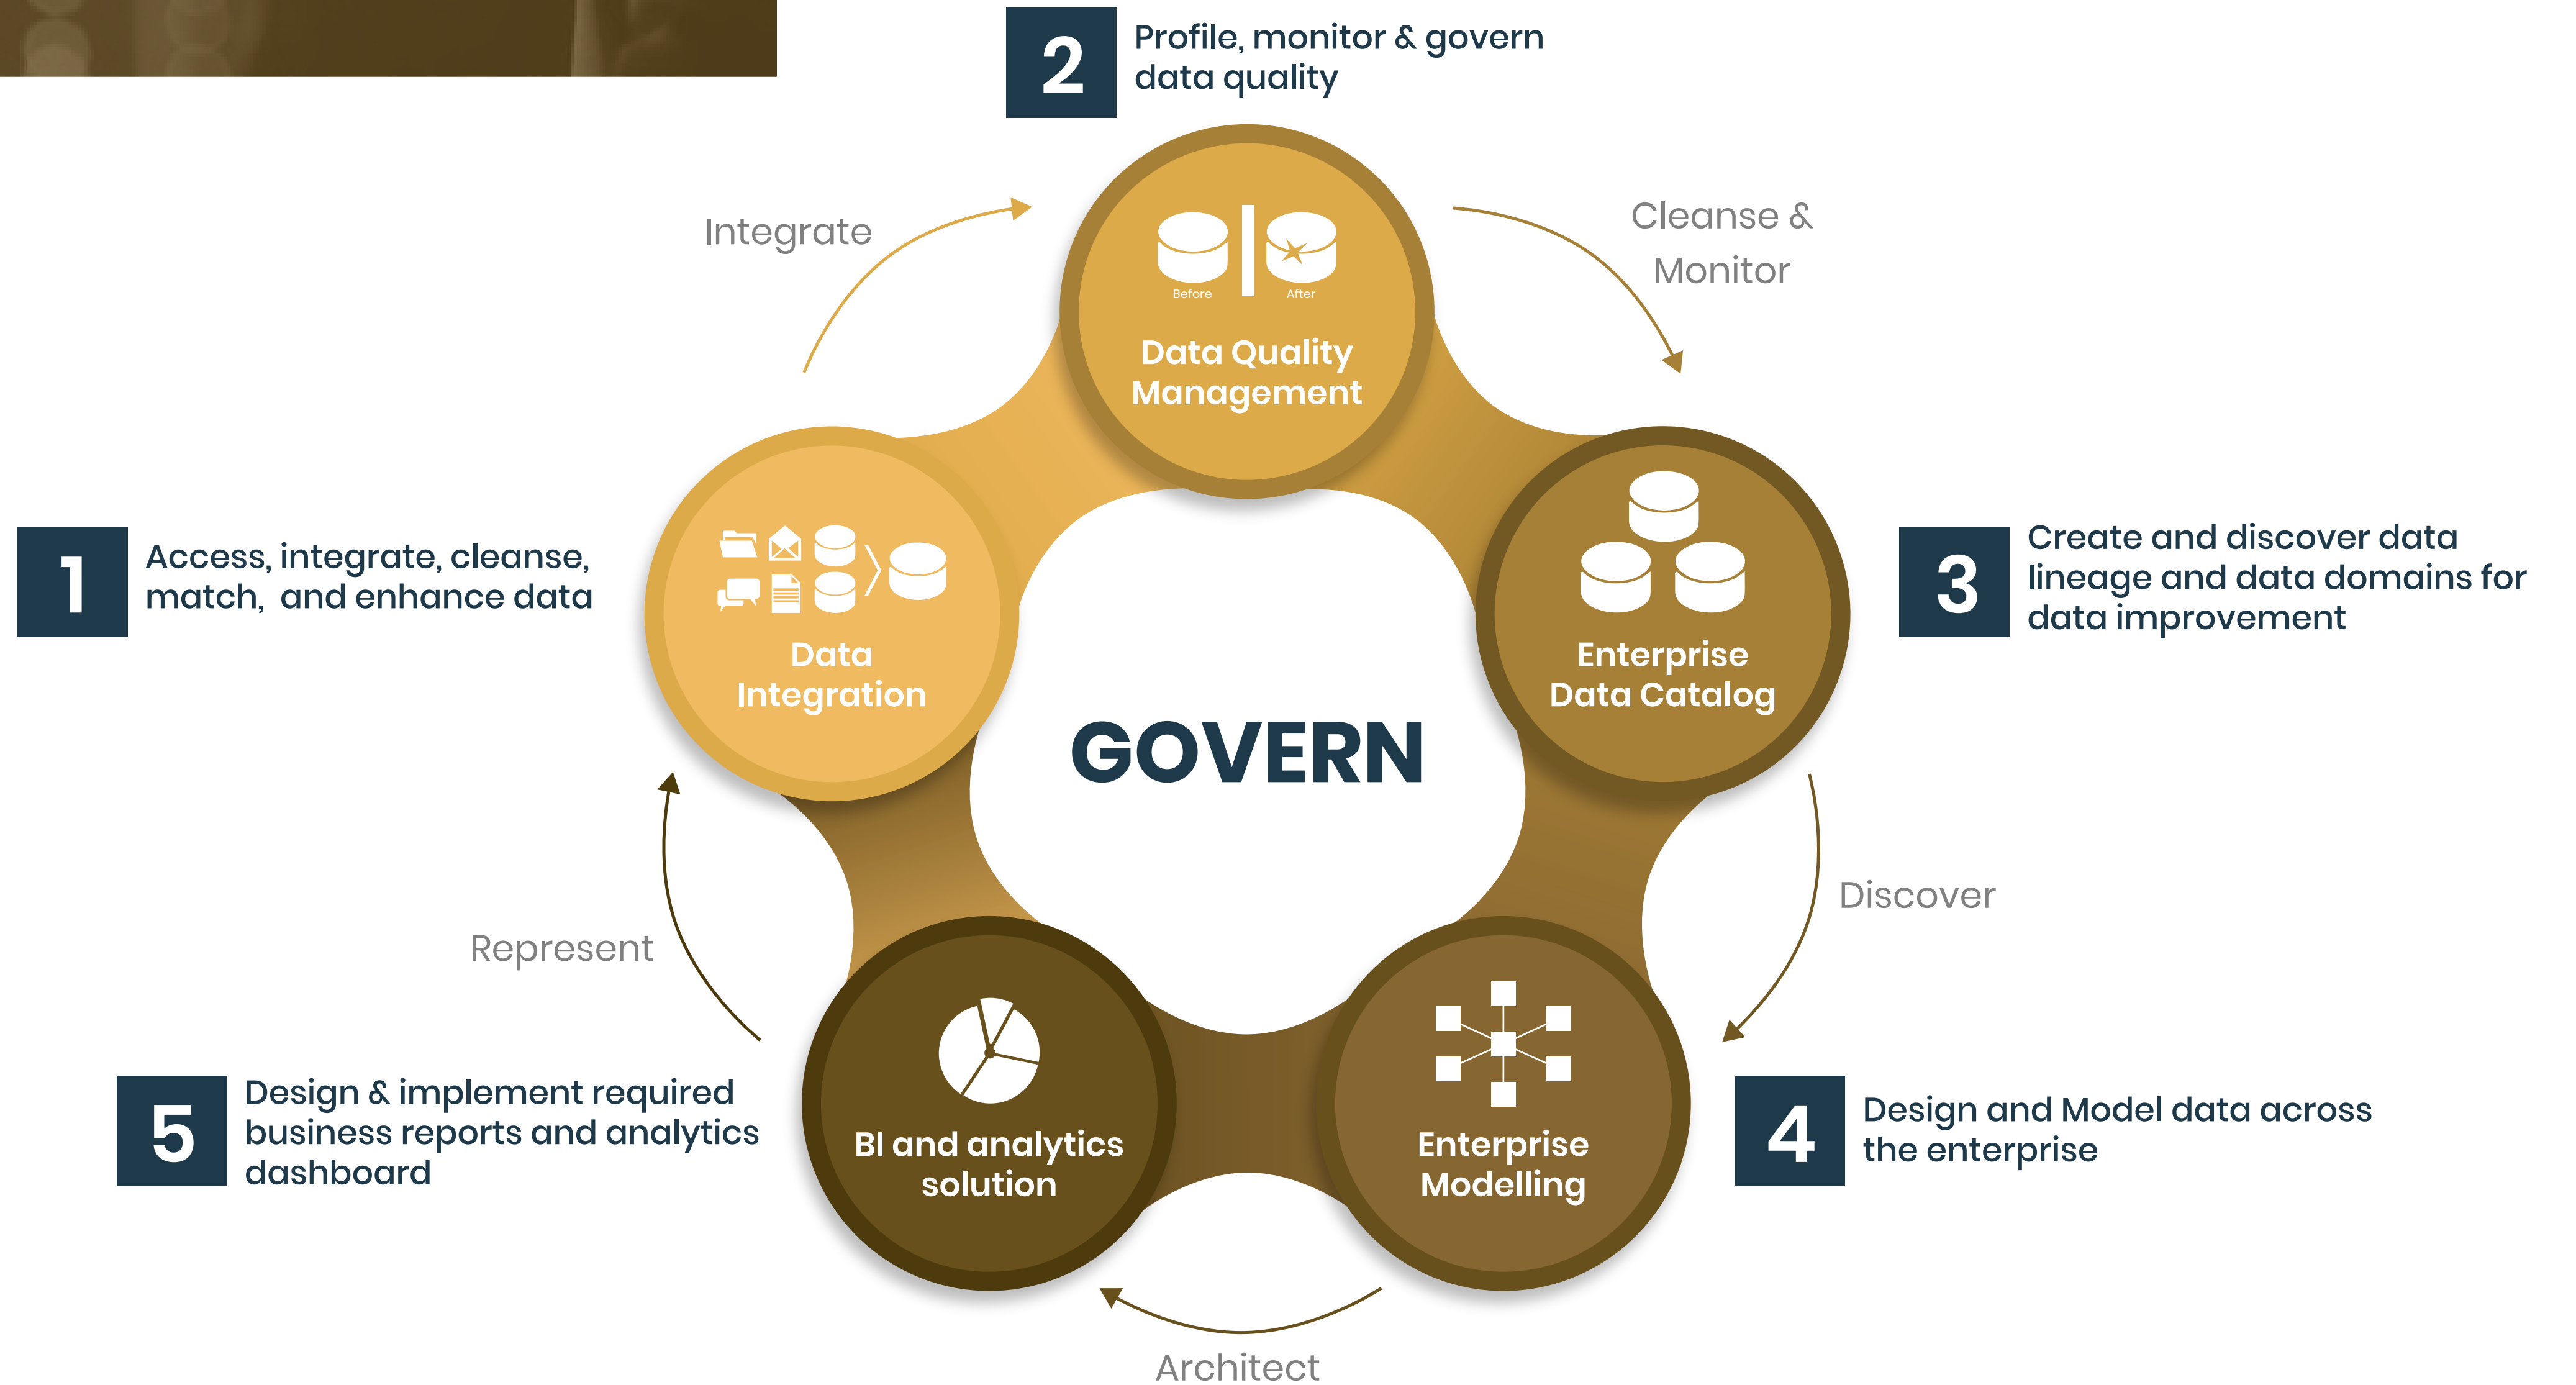 2
Profile, monitor & govern
data quality
Integrate
Cleanse &
Monitor
Before
After
Data Quality
Management
1
Access, integrate, cleanse,
match,  and enhance data
Data
Integration
Enterprise
Data Catalog
3
Create and discover data
lineage and data domains for
data improvement
GOVERN
Represent
Discover
5
Design & implement required
business reports and analytics
dashboard
BI and analytics
solution
Enterprise
Modelling
4
Design and Model data across
the enterprise
Architect